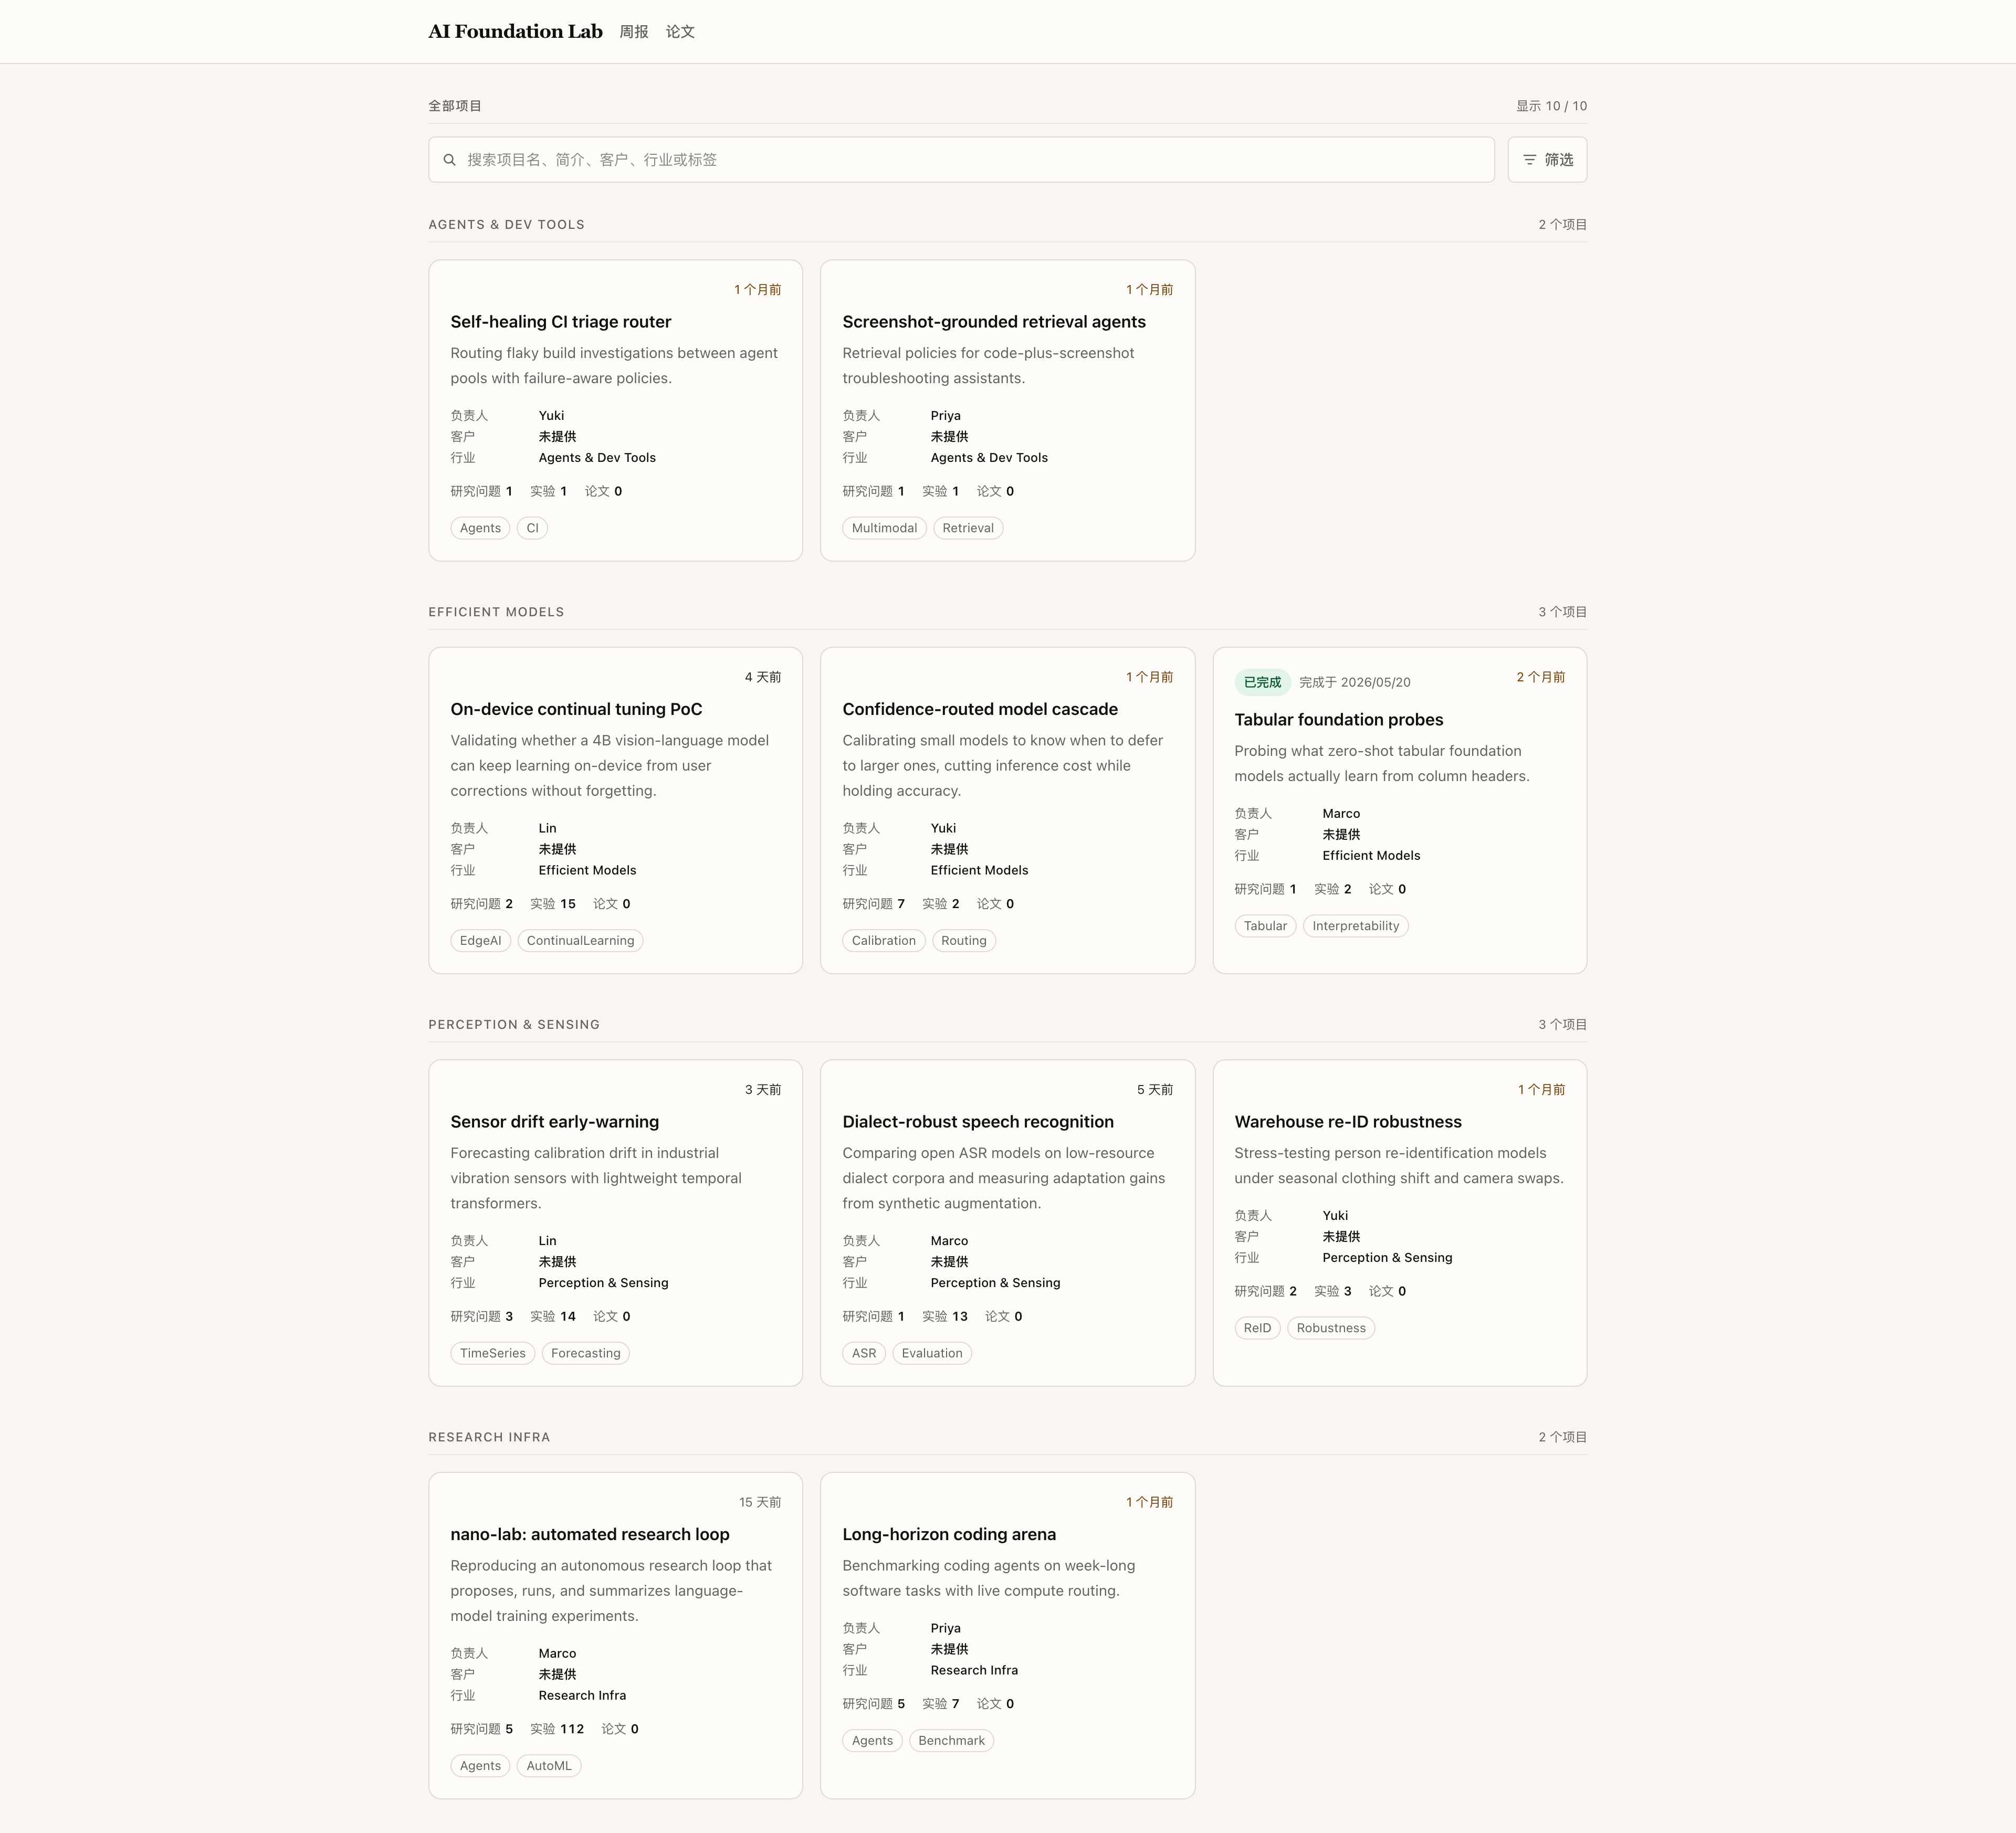 AI Foundation Lab 周报 论文
全部项目 显示 10 / 10
搜索项目名、简介、客户、行业或标签 筛选
AGENTS & DEV TOOLS 2 个项目
1 个月前
Self-healing CI triage router
Routing flaky build investigations between agent
pools with failure-aware policies.
负责人 Yuki
客户 未提供
行业 Agents & Dev Tools
研究问题 1 实验 1 论文 0
Agents CI
1 个月前
Screenshot-grounded retrieval agents
Retrieval policies for code-plus-screenshot
troubleshooting assistants.
负责人 Priya
客户 未提供
行业 Agents & Dev Tools
研究问题 1 实验 1 论文 0
Multimodal Retrieval
EFFICIENT MODELS 3 个项目
4 天前
On-device continual tuning PoC
Validating whether a 4B vision-language model
can keep learning on-device from user
corrections without forgetting.
负责人 Lin
客户 未提供
行业 Efficient Models
研究问题 2 实验 15 论文 0
EdgeAI ContinualLearning
1 个月前
Confidence-routed model cascade
Calibrating small models to know when to defer
to larger ones, cutting inference cost while
holding accuracy.
负责人 Yuki
客户 未提供
行业 Efficient Models
研究问题 7 实验 2 论文 0
Calibration Routing
已完成 完成于 2026/05/20 2 个月前
Tabular foundation probes
Probing what zero-shot tabular foundation
models actually learn from column headers.
负责人 Marco
客户 未提供
行业 Efficient Models
研究问题 1 实验 2 论文 0
Tabular Interpretability
PERCEPTION & SENSING 3 个项目
3 天前
Sensor drift early-warning
Forecasting calibration drift in industrial
vibration sensors with lightweight temporal
transformers.
负责人 Lin
客户 未提供
行业 Perception & Sensing
研究问题 3 实验 14 论文 0
TimeSeries Forecasting
5 天前
Dialect-robust speech recognition
Comparing open ASR models on low-resource
dialect corpora and measuring adaptation gains
from synthetic augmentation.
负责人 Marco
客户 未提供
行业 Perception & Sensing
研究问题 1 实验 13 论文 0
ASR Evaluation
1 个月前
Warehouse re-ID robustness
Stress-testing person re-identification models
under seasonal clothing shift and camera swaps.
负责人 Yuki
客户 未提供
行业 Perception & Sensing
研究问题 2 实验 3 论文 0
ReID Robustness
RESEARCH INFRA 2 个项目
15 天前
nano-lab: automated research loop
Reproducing an autonomous research loop that
proposes, runs, and summarizes language-
model training experiments.
负责人 Marco
客户 未提供
行业 Research Infra
研究问题 5 实验 112 论文 0
Agents AutoML
1 个月前
Long-horizon coding arena
Benchmarking coding agents on week-long
software tasks with live compute routing.
负责人 Priya
客户 未提供
行业 Research Infra
研究问题 5 实验 7 论文 0
Agents Benchmark